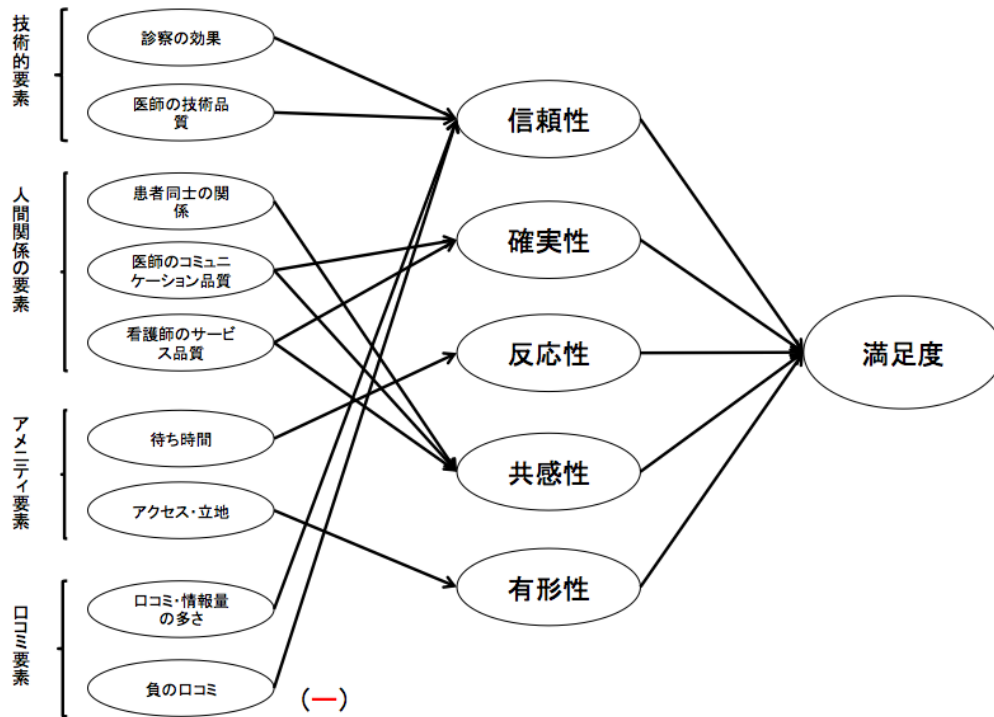 技術的要素
診察の効果
医師の技術品
質
人間関係の要素
患者同士の関
係
医師のコミュニ
ケーション品質
看護師のサービ
ス品質
アメニティ要素
待ち時間
アクセス・立地
口コミ要素
口コミ・情報量
の多さ
負の口コミ
(ー)
信頼性
確実性
反応性
共感性
有形性
満足度